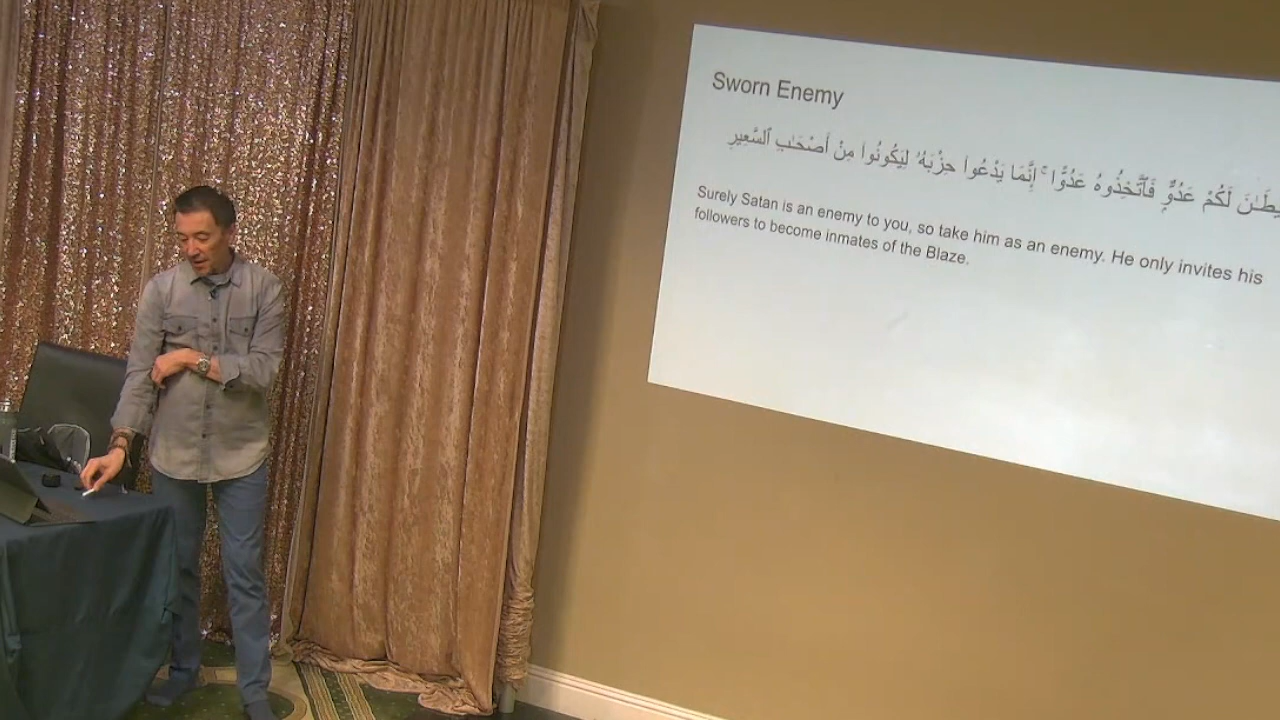 Sworn Enemy
لَكُمْ عَدُوٌّ فَٱتَّخِذُوهُ عَدُوًّا ۚ إِنَّمَا يَدْعُوا۟ حِزْبَهُۥ لِيَكُونُوا۟ مِنْ أَصْحَـٰبِ ٱلسَّعِيرِ
Surely Satan is an enemy to you, so take him as an enemy. He only invites his
followers to become inmates of the Blaze.